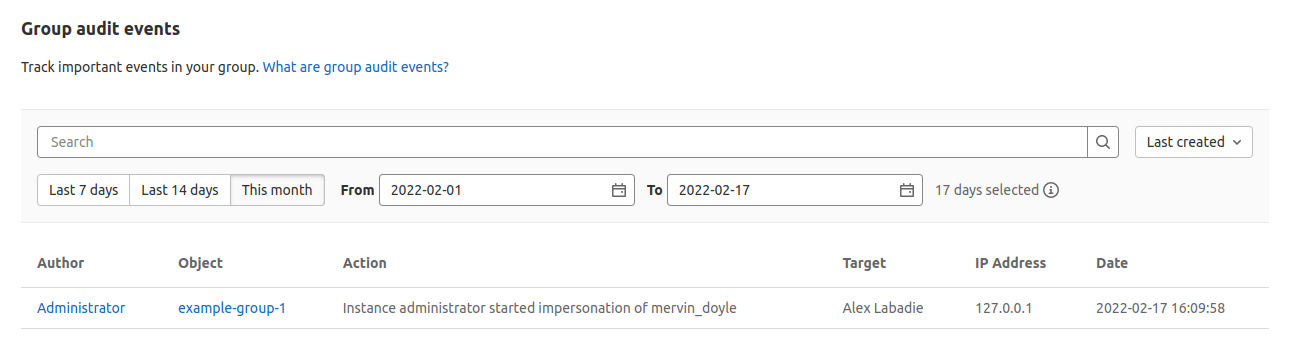 Group audit events
Track important events in your group. What are group audit events?
Search
Last created
Last 7 days Last 14 days This month From 2022-02-01 To 2022-02-17 17 days selected
Author Object Action Target IP Address Date
Administrator example-group-1 Instance administrator started impersonation of mervin_doyle Alex Labadie 127.0.0.1 2022-02-17 16:09:58